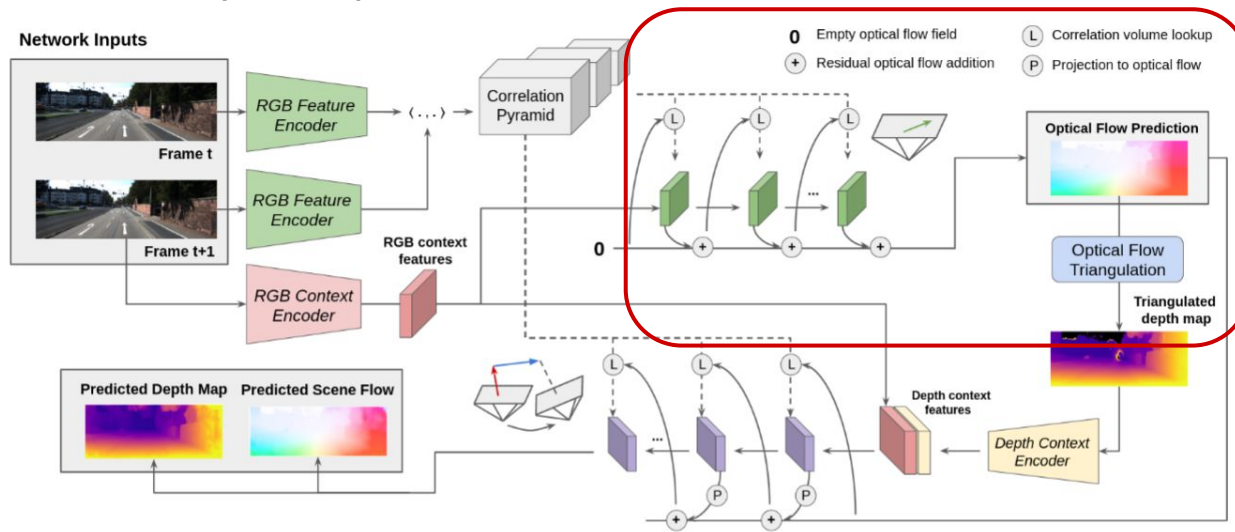 Network Inputs
Frame t
Frame t+1
RGB Feature
Encoder
RGB Feature
Encoder
RGB Context
Encoder
⟨.,.⟩
Correlation
Pyramid
RGB context
features
0 Empty optical flow field
+ Residual optical flow addition
L Correlation volume lookup
P Projection to optical flow
L
L
L
...
0
+
+
+
Optical Flow Prediction
Optical Flow
Triangulation
Triangulated
depth map
Depth Context
Encoder
Depth context
features
L
L
L
...
P
P
+
+
Predicted Depth Map
Predicted Scene Flow